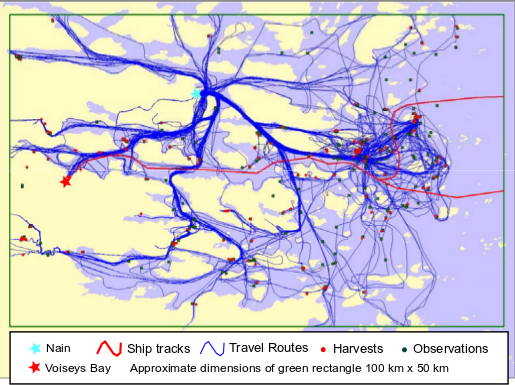 Nain Ship tracks Travel Routes Harvests Observations
Voiseys Bay Approximate dimensions of green rectangle 100 km x 50 km